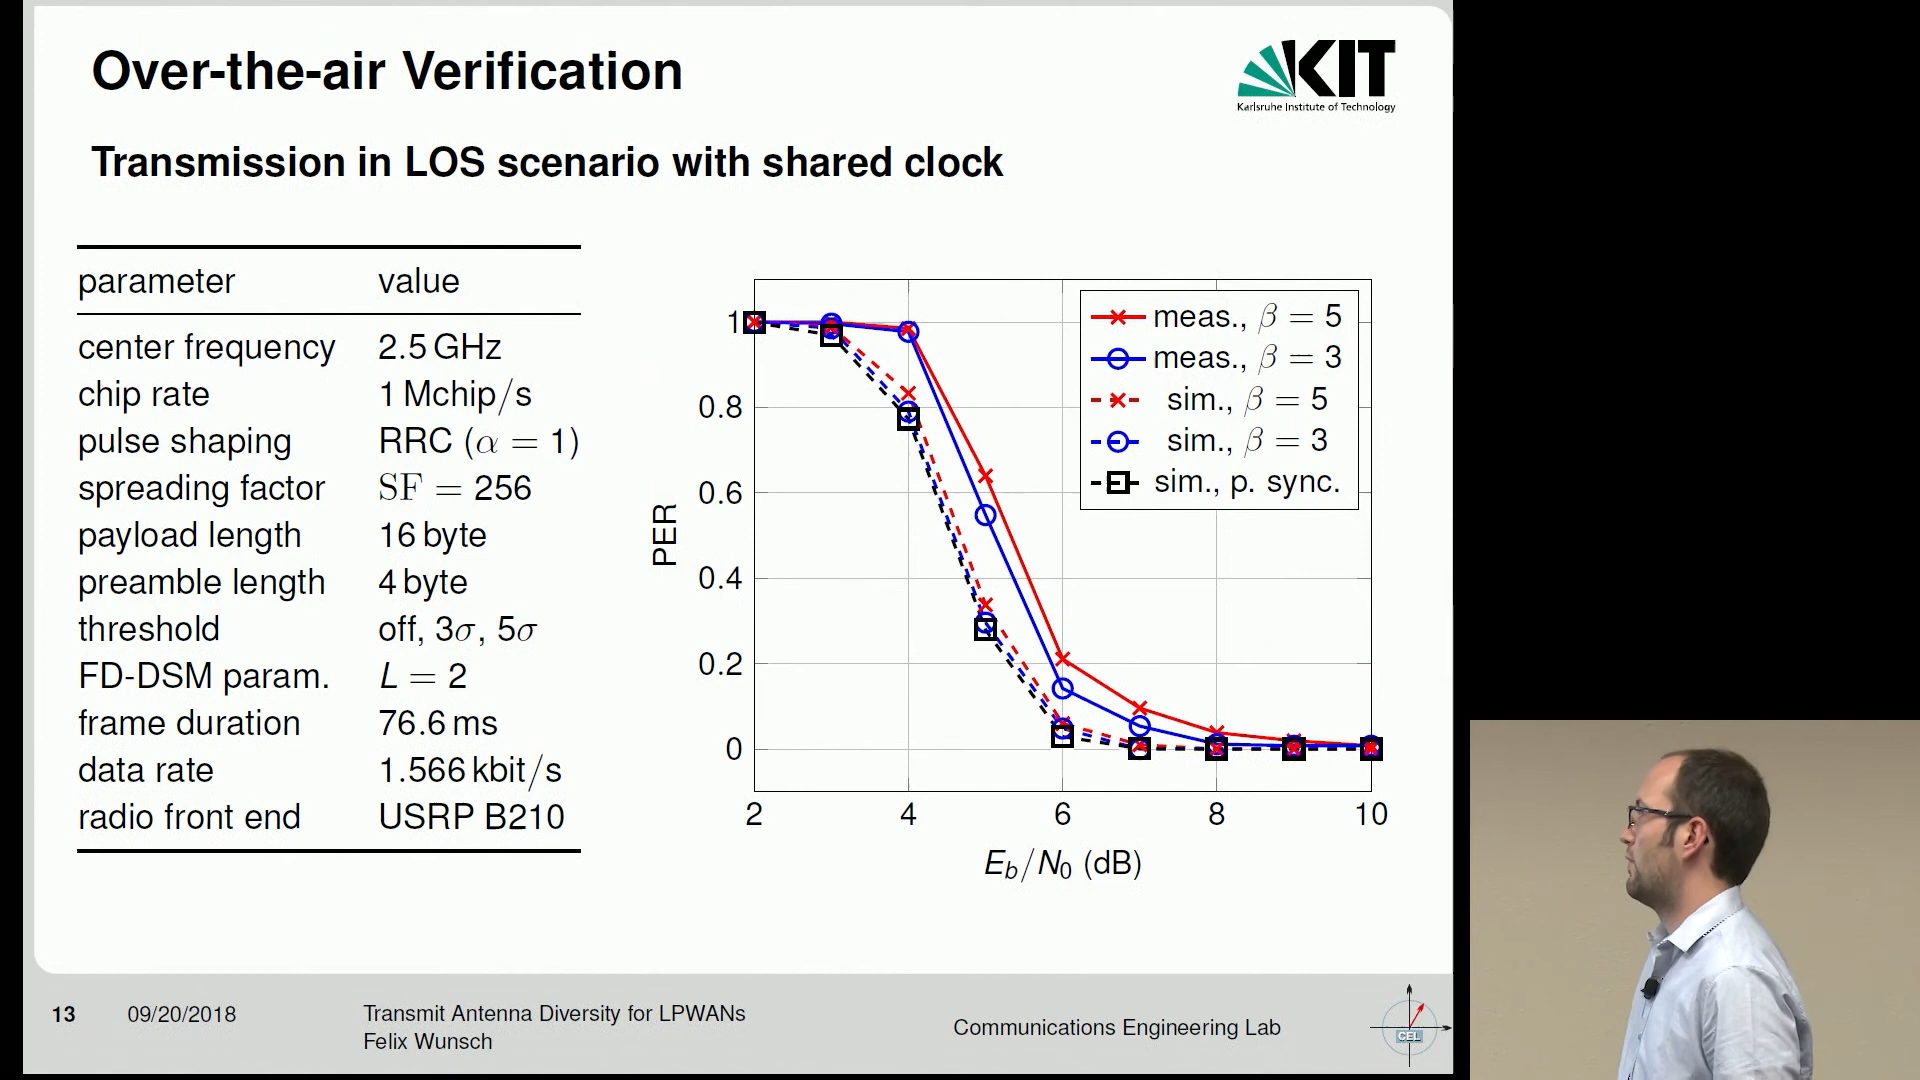 Over-the-air Verification
KIT
Karlsruhe Institute of Technology
Transmission in LOS scenario with shared clock
parameter value
center frequency 2.5 GHz
chip rate 1 Mchip/s
pulse shaping RRC (α = 1)
spreading factor SF = 256
payload length 16 byte
preamble length 4 byte
threshold off, 3σ, 5σ
FD-DSM param. L = 2
frame duration 76.6 ms
data rate 1.566 kbit/s
radio front end USRP B210
meas., β = 5
meas., β = 3
sim., β = 5
sim., β = 3
sim., p. sync.
1
0.8
0.6
0.4
0.2
0
PER
2 4 6 8 10
E_b/N_0 (dB)
13 09/20/2018 Transmit Antenna Diversity for LPWANs
Felix Wunsch
Communications Engineering Lab
CEL